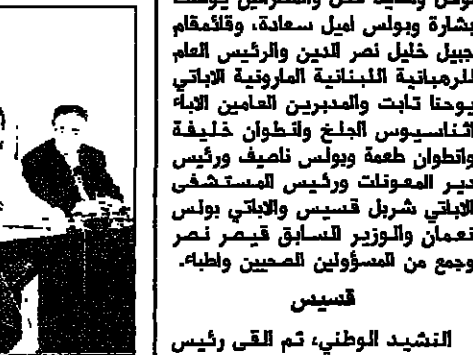 بشارة وبولس اميل سعادة، وقائمقام
جبيل خليل نصر الدين والرئيس العام
للرهبانية اللبنانية المارونية الاباتي
يوحنا تابت والمدبرين العامين الاباء
اثناسيوس الجلخ وانطوان خليفة
وانطوان طعمة وبولس ناصيف ورئيس
دير المعونات ورئيس المستشفى
الاباتي شربل قسيس والاباتي بولس
نعمان والوزير السابق قيصر نصر
وجمع من المسؤولين الصحيين واطباء.
قسيس
النشيد الوطني، ثم القى رئيس